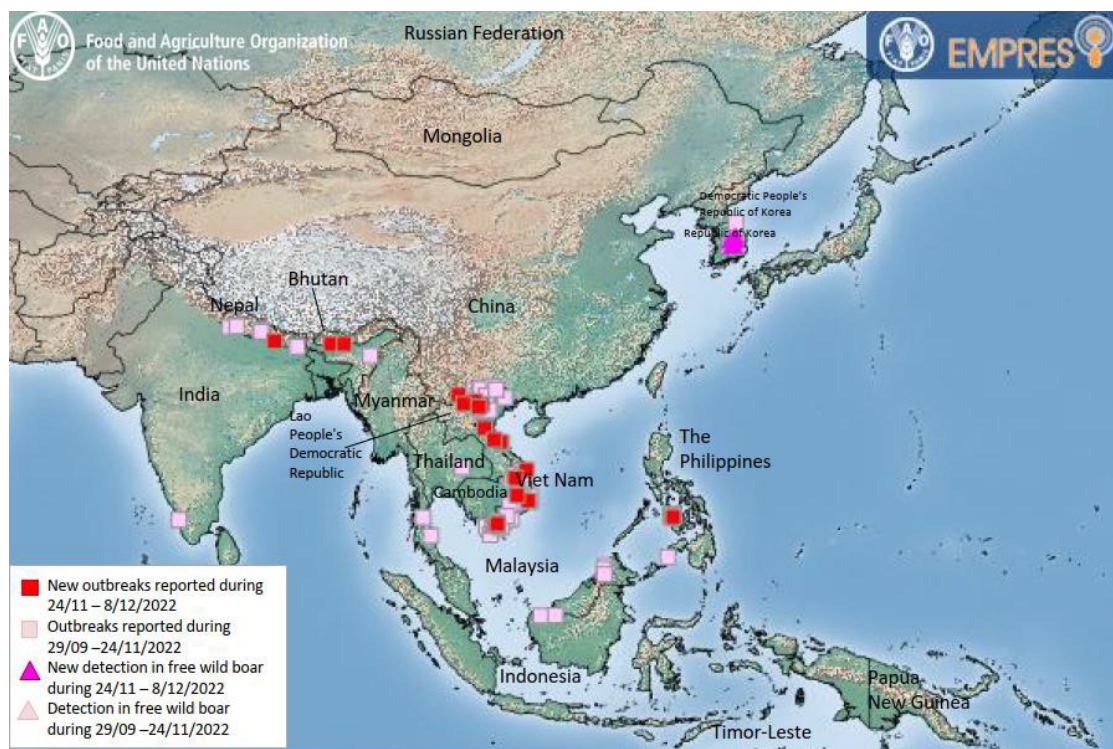 Food and Agriculture Organization
of the United Nations
FAO
FIAT PANIS
FAO
EMPRES
Russian Federation
Mongolia
Democratic People's
Republic of Korea
Republic of Korea
Bhutan
Nepal
China
India
Myanmar
Lao
People's
Democratic
Republic
Thailand
Cambodia
Viet Nam
The
Philippines
Malaysia
Indonesia
Papua
New Guinea
Timor-Leste
New outbreaks reported during
24/11 – 8/12/2022
Outbreaks reported during
29/09 –24/11/2022
New detection in free wild boar
during 24/11 – 8/12/2022
Detection in free wild boar
during 29/09 –24/11/2022